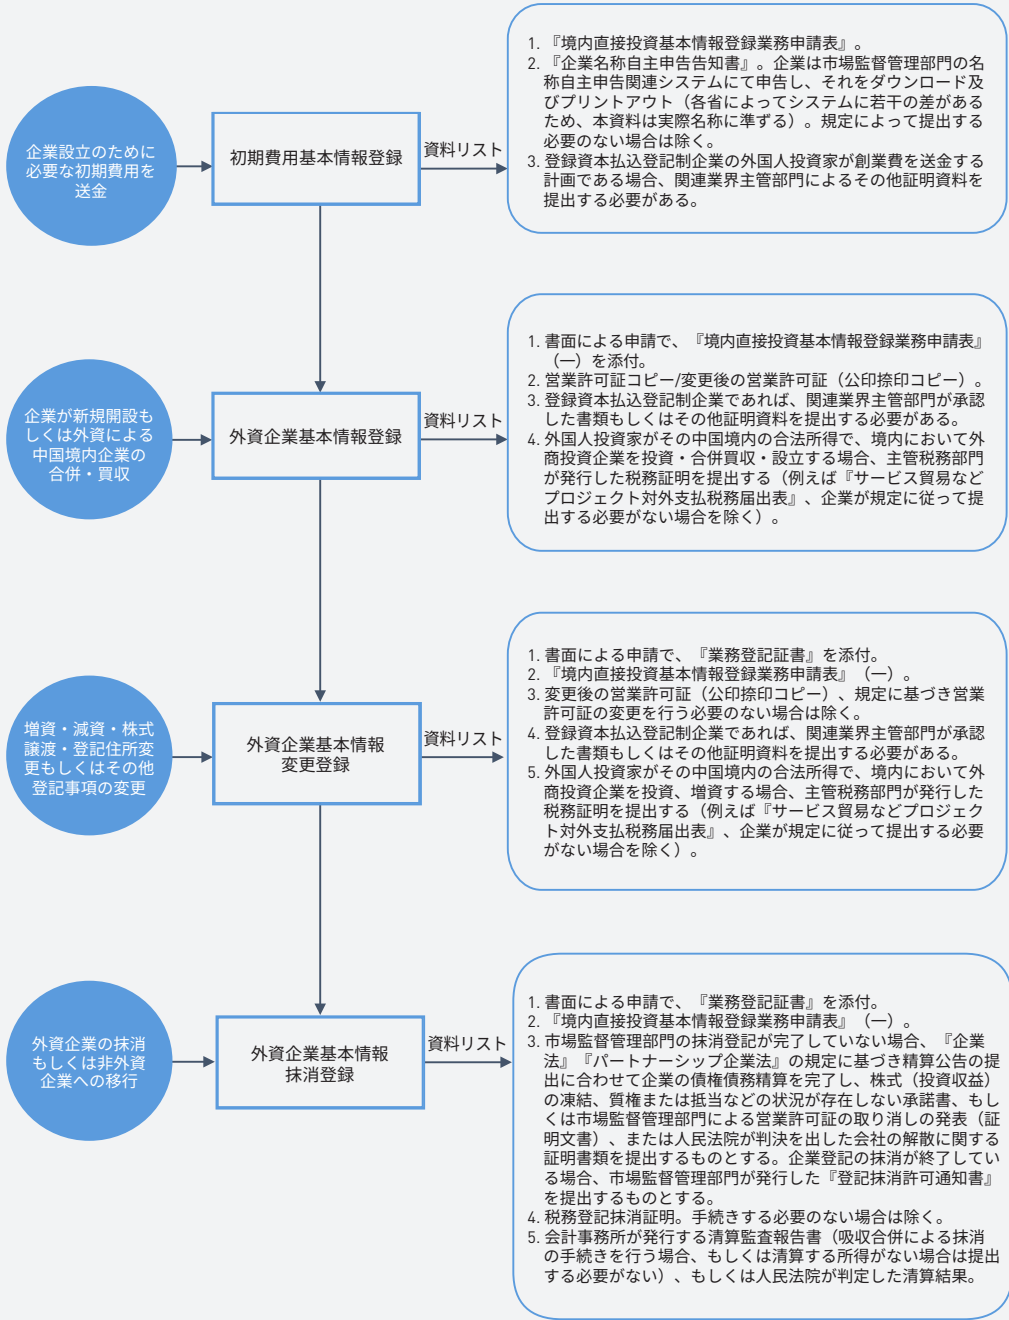 企業設立のために
必要な初期費用を
送金
初期費用基本情報登録
資料リスト
1. 『境内直接投資基本情報登録業務申請表』。
2. 『企業名称自主申告告知書』。企業は市場監督管理部門の名
称自主申告関連システムにて申告し、それをダウンロード及
びプリントアウト（各省によってシステムに若干の差がある
ため、本資料は実際名称に準ずる）。規定によって提出する
必要のない場合は除く。
3. 登録資本払込登記制企業の外国人投資家が創業費を送金する
計画である場合、関連業界主管部門によるその他証明資料を
提出する必要がある。
企業が新規開設も
しくは外資による
中国境内企業の
合併・買収
外資企業基本情報登録
資料リスト
1. 書面による申請で、『境内直接投資基本情報登録業務申請表』
（一）を添付。
2. 営業許可証コピー/変更後の営業許可証（公印捺印コピー）。
3. 登録資本払込登記制企業であれば、関連業界主管部門が承認
した書類もしくはその他証明資料を提出する必要がある。
4. 外国人投資家がその中国境内の合法所得で、境内において外
商投資企業を投資・合併買収・設立する場合、主管税務部門
が発行した税務証明を提出する（例えば『サービス貿易など
プロジェクト対外支払税務届出表』、企業が規定に従って提
出する必要がない場合を除く）。
増資・減資・株式
譲渡・登記住所変
更もしくはその他
登記事項の変更
外資企業基本情報
変更登録
資料リスト
1. 書面による申請で、『業務登記証書』を添付。
2. 『境内直接投資基本情報登録業務申請表』（一）。
3. 変更後の営業許可証（公印捺印コピー）、規定に基づき営業
許可証の変更を行う必要のない場合は除く。
4. 登録資本払込登記制企業であれば、関連業界主管部門が承認
した書類もしくはその他証明資料を提出する必要がある。
5. 外国人投資家がその中国境内の合法所得で、境内において外
商投資企業を投資、増資する場合、主管税務部門が発行した
税務証明を提出する（例えば『サービス貿易などプロジェク
ト対外支払税務届出表』、企業が規定に従って提出する必要
がない場合を除く）。
外資企業の抹消
もしくは非外資
企業への移行
外資企業基本情報
抹消登録
資料リスト
1. 書面による申請で、『業務登記証書』を添付。
2. 『境内直接投資基本情報登録業務申請表』（一）。
3. 市場監督管理部門の抹消登記が完了していない場合、『企業
法』『パートナーシップ企業法』の規定に基づき精算公告の提
出に合わせて企業の債権債務精算を完了し、株式（投資収益）
の凍結、質権または抵当などの状況が存在しない承諾書、もし
くは市場監督管理部門による営業許可証の取り消しの発表（証
明文書）、または人民法院が判決を出した会社の解散に関する
証明書類を提出するものとする。企業登記の抹消が終了してい
る場合、市場監督管理部門が発行した『登記抹消許可通知書』
を提出するものとする。
4. 税務登記抹消証明。手続きする必要のない場合は除く。
5. 会計事務所が発行する清算監査報告書（吸収合併による抹消
の手続きを行う場合、もしくは清算する所得がない場合は提出
する必要がない）、もしくは人民法院が判定した清算結果。